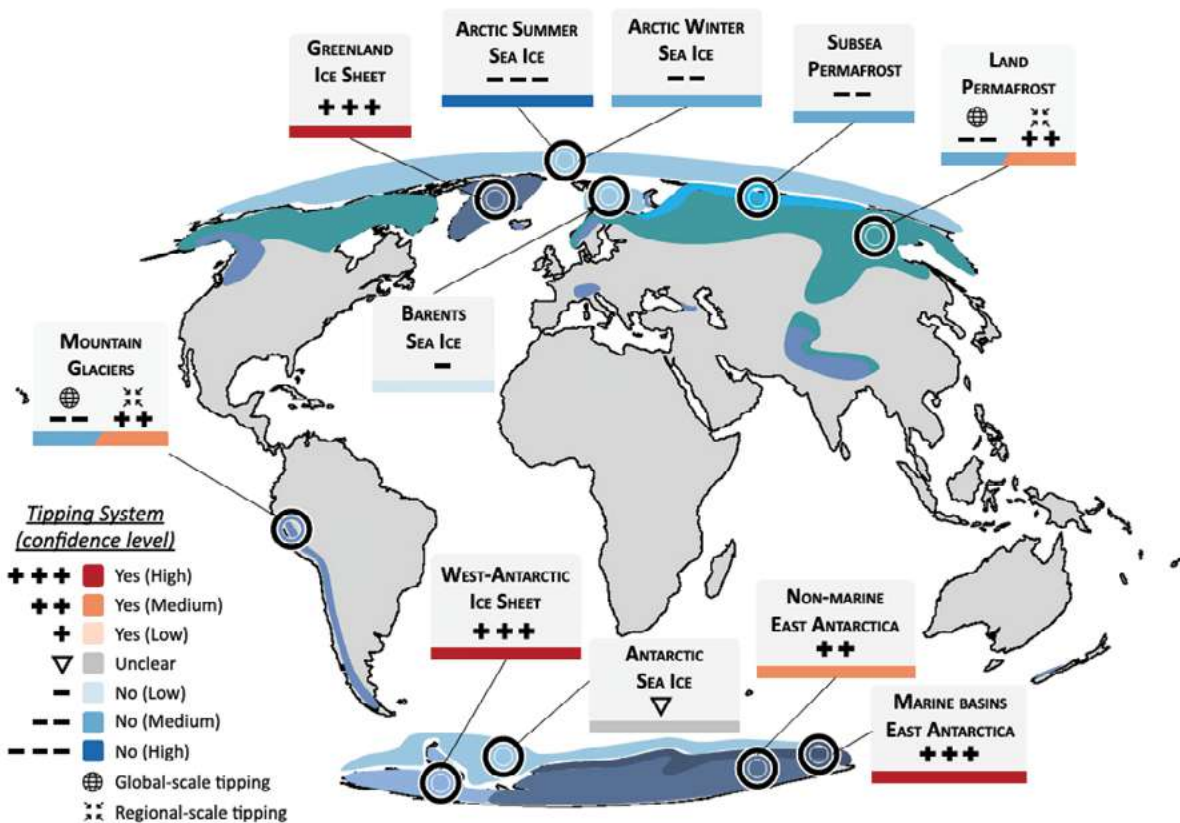 GREENLAND
ICE SHEET
+ + +
ARCTIC SUMMER
SEA ICE
– – –
ARCTIC WINTER
SEA ICE
– –
SUBSEA
PERMAFROST
– –
LAND
PERMAFROST
– – + +
BARENTS
SEA ICE
–
MOUNTAIN
GLACIERS
– – + +
Tipping System
(confidence level)
+ + + Yes (High)
+ + Yes (Medium)
+ Yes (Low)
▽ Unclear
– No (Low)
– – No (Medium)
– – – No (High)
Global-scale tipping
Regional-scale tipping
WEST-ANTARCTIC
ICE SHEET
+ + +
ANTARCTIC
SEA ICE
▽
NON-MARINE
EAST ANTARCTICA
+ +
MARINE BASINS
EAST ANTARCTICA
+ + +